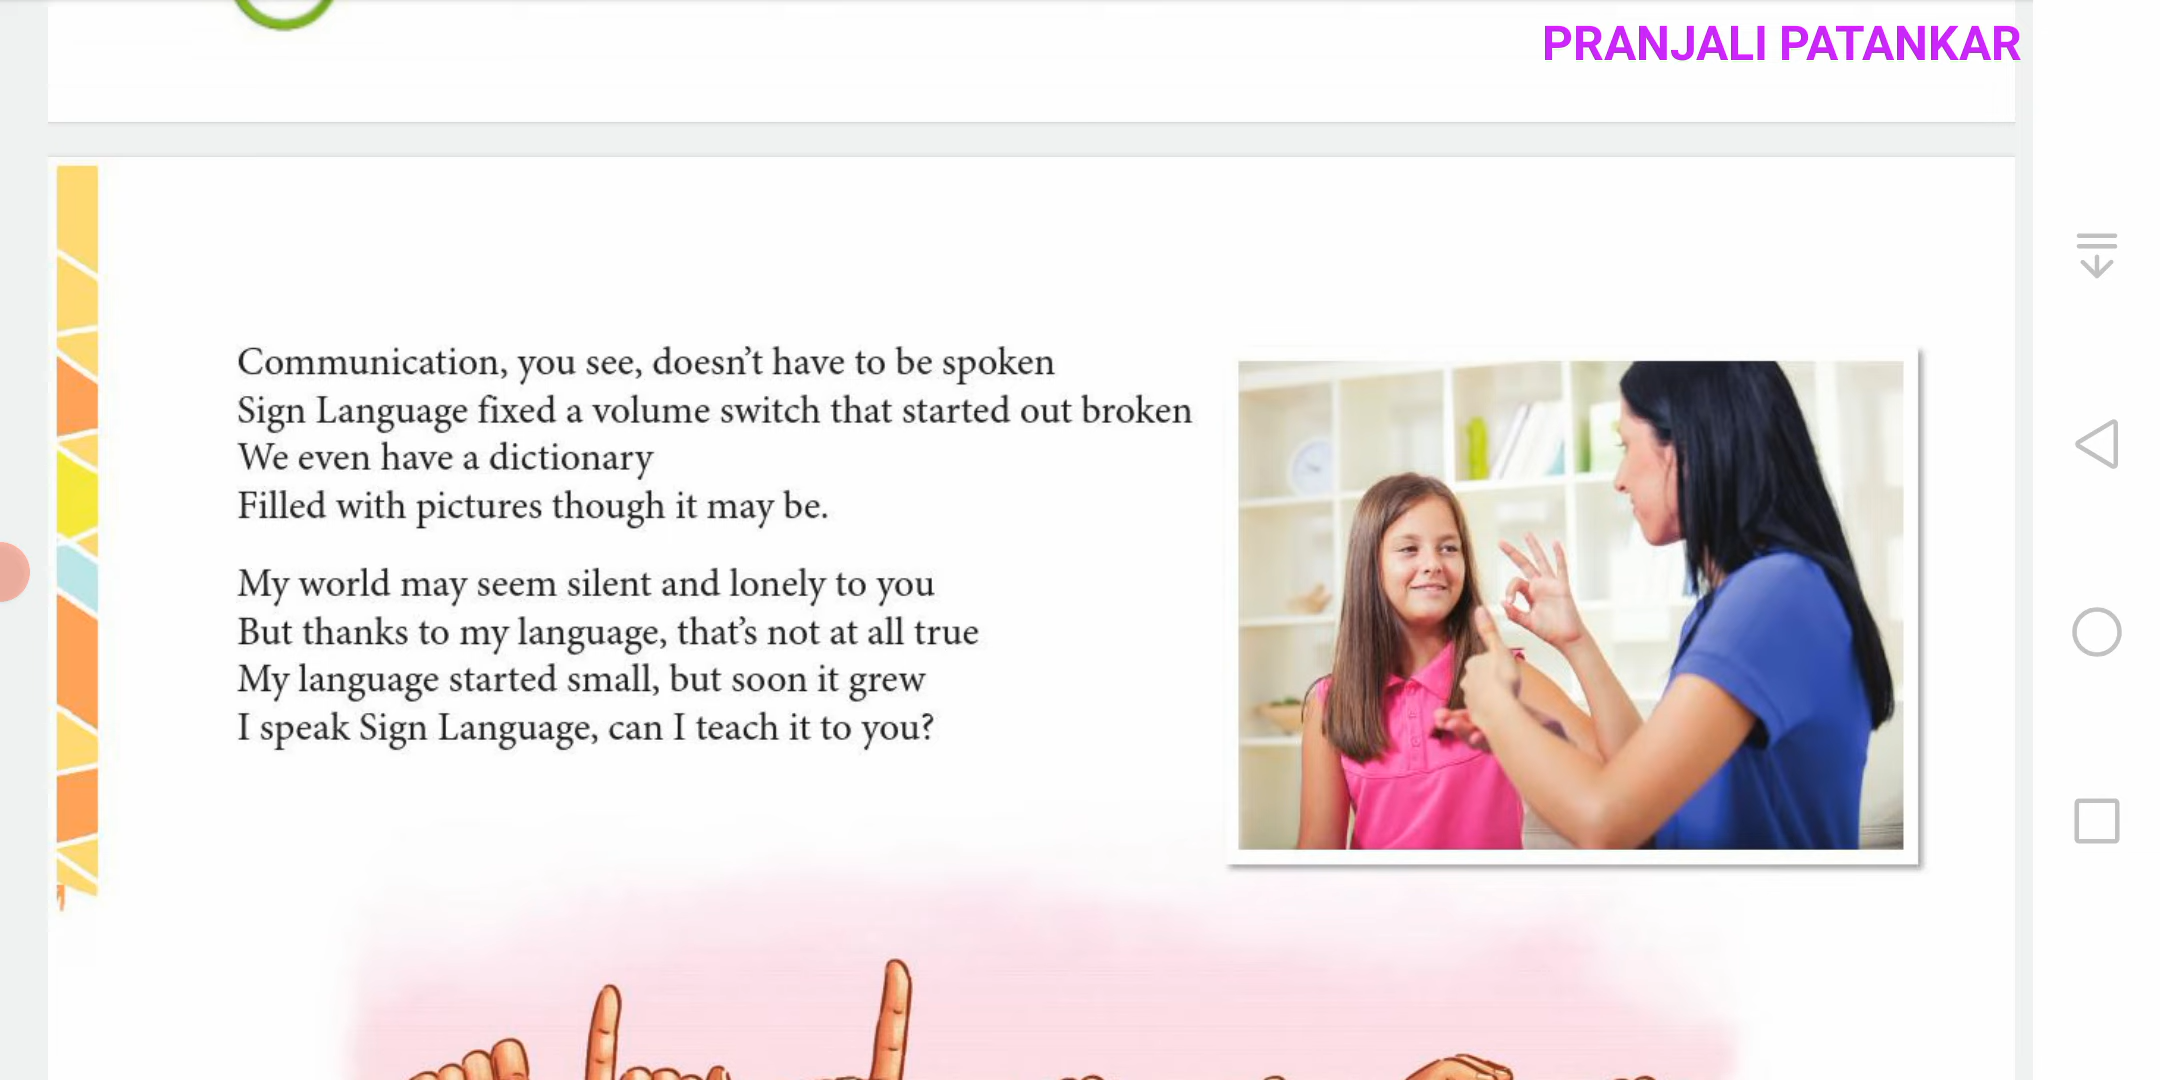 PRANJALI PATANKAR
Communication, you see, doesn’t have to be spoken
Sign Language fixed a volume switch that started out broken
We even have a dictionary
Filled with pictures though it may be.
My world may seem silent and lonely to you
But thanks to my language, that’s not at all true
My language started small, but soon it grew
I speak Sign Language, can I teach it to you?